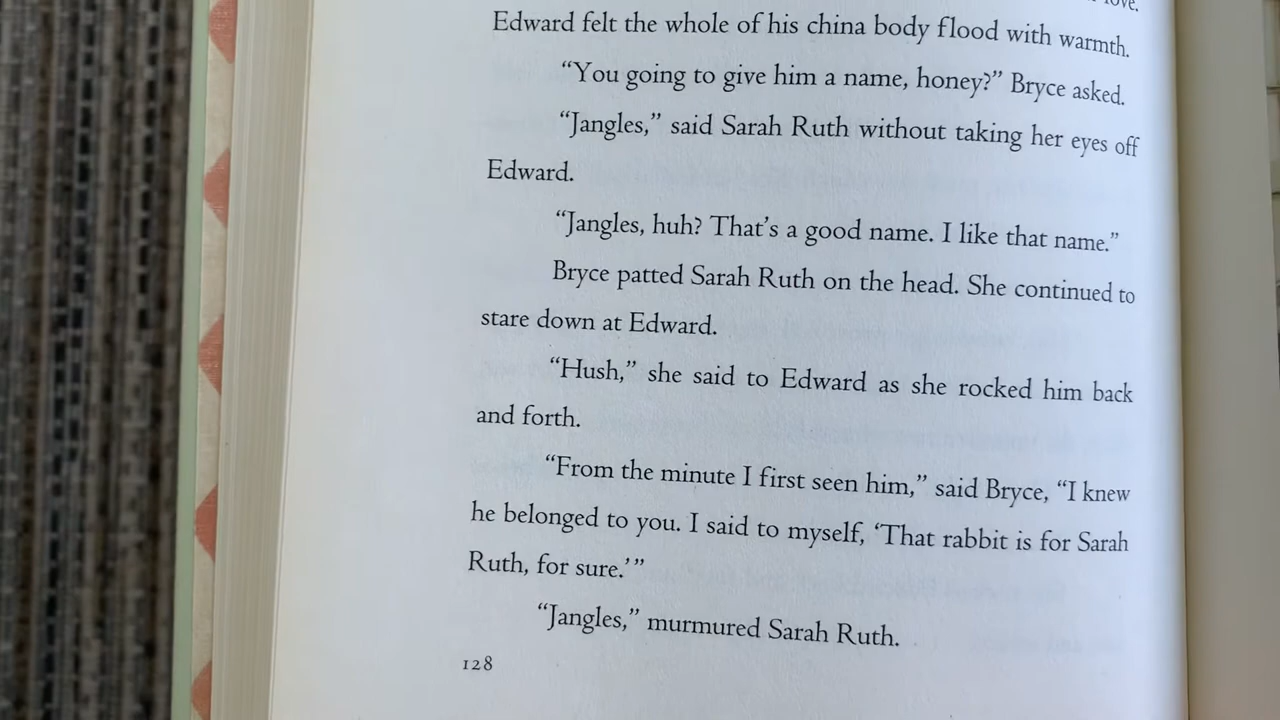 love.
Edward felt the whole of his china body flood with warmth.
“You going to give him a name, honey?” Bryce asked.
“Jangles,” said Sarah Ruth without taking her eyes off
Edward.
“Jangles, huh? That’s a good name. I like that name.”
Bryce patted Sarah Ruth on the head. She continued to
stare down at Edward.
“Hush,” she said to Edward as she rocked him back
and forth.
“From the minute I first seen him,” said Bryce, “I knew
he belonged to you. I said to myself, ‘That rabbit is for Sarah
Ruth, for sure.’”
“Jangles,” murmured Sarah Ruth.
128